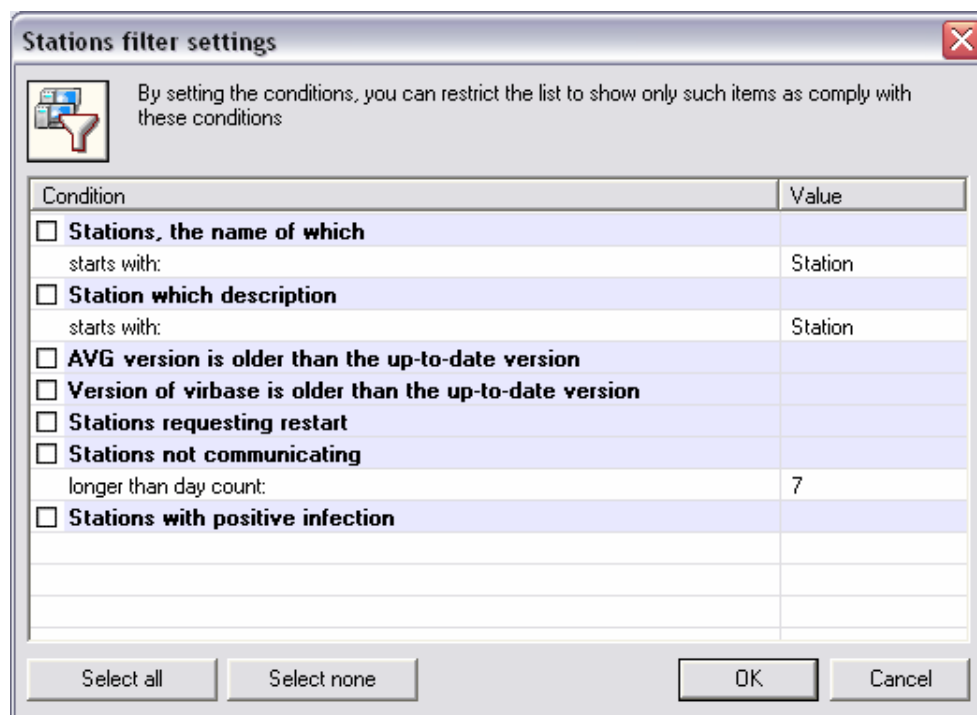 Stations filter settings
By setting the conditions, you can restrict the list to show only such items as comply with
these conditions
Condition Value
Stations, the name of which
starts with: Station
Station which description
starts with: Station
AVG version is older than the up-to-date version
Version of virbase is older than the up-to-date version
Stations requesting restart
Stations not communicating
longer than day count: 7
Stations with positive infection
Select all Select none OK Cancel